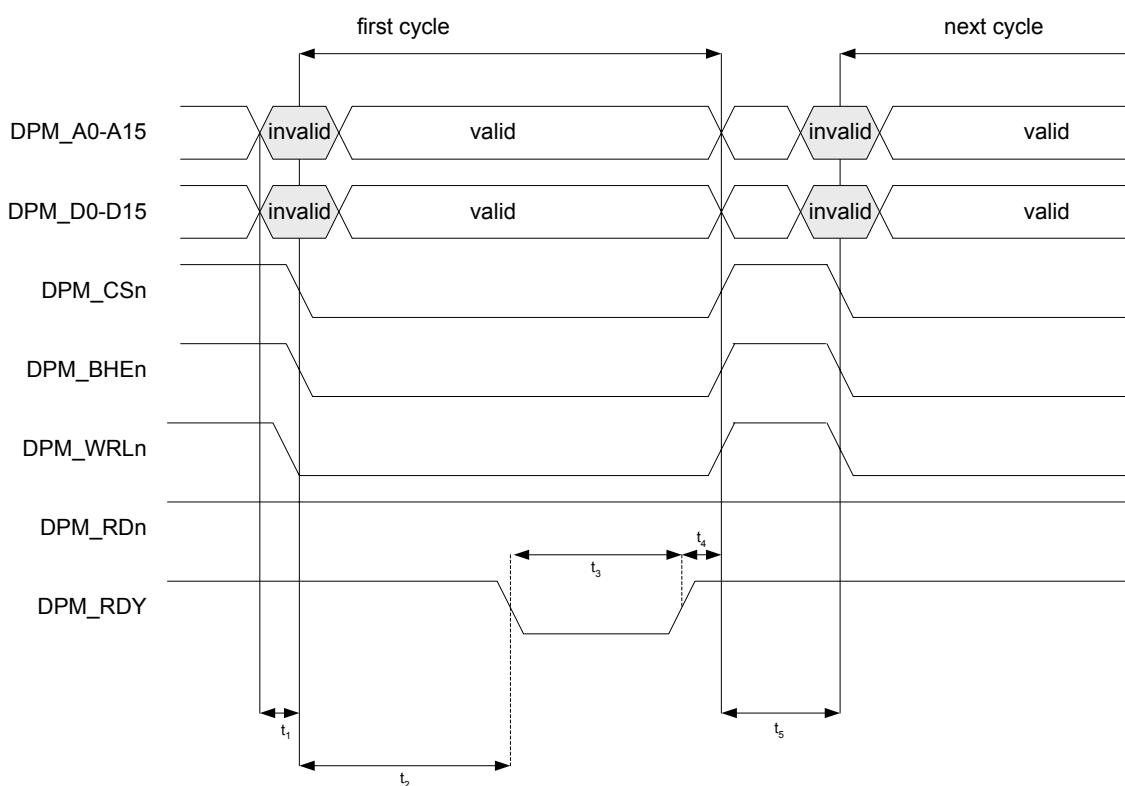 first cycle next cycle
DPM_A0-A15 invalid valid invalid valid
DPM_D0-D15 invalid valid invalid valid
DPM_CSn
DPM_BHEn
DPM_WRLn
DPM_RDn
t4
t3
DPM_RDY
t1 t5
t2